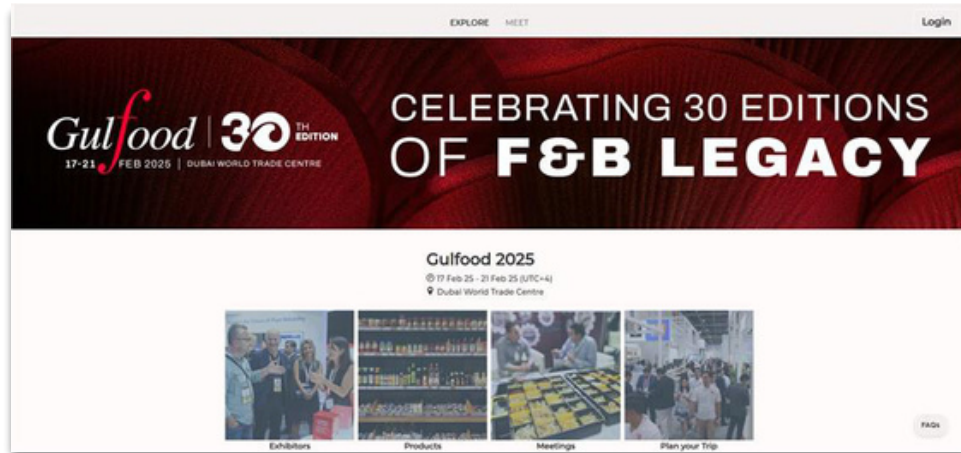 EXPLORE MEET
Login
Gulfood 30TH EDITION
17-21 FEB 2025 | DUBAI WORLD TRADE CENTRE
CELEBRATING 30 EDITIONS
OF F&B LEGACY
Gulfood 2025
17 Feb 25 - 21 Feb 25 (UTC+4)
Dubai World Trade Centre
Exhibitors Products Meetings Plan your Trip
FAQs